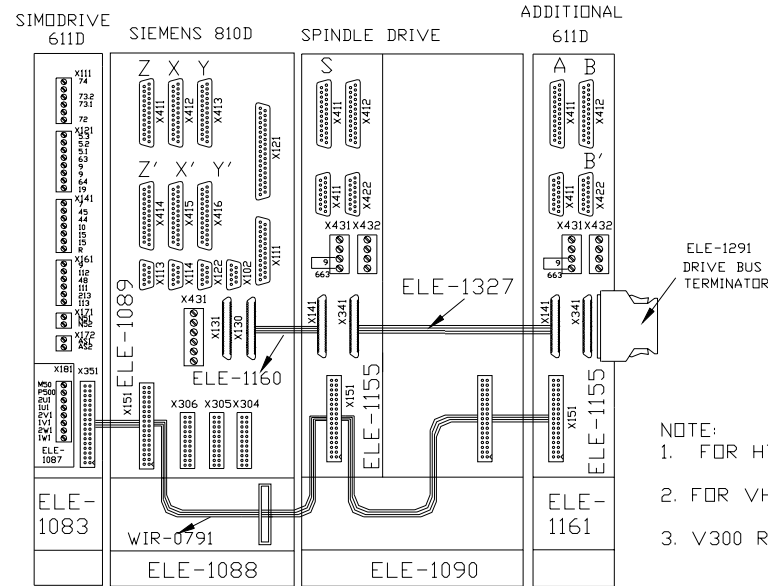 SIMODRIVE
611D
SIEMENS 810D
SPINDLE DRIVE
ADDITIONAL
611D
X111
74
73.2
73.1
72
X121
5.3
5.2
5.1
63
9
9
64
19
X141
7
45
44
10
15
15
R
X161
9
112
48
111
213
113
X171
NS1
NS2
X172
AS1
AS2
X181
X351
M50
P500
2U1
1U1
2V1
1V1
2W1
1W1
ELE-
1087
ELE-
1083
Z X Y
X411
X412
X413
X121
Z' X' Y'
X414
X415
X416
X111
X113
X114
X122
X102
ELE-1089
X431
X131
X130
ELE-1160
X151
X306
X305
X304
WIR-0791
ELE-1088
S
X411
X412
X411
X422
X431
X432
9
663
X141
X341
ELE-1327
X151
ELE-1155
ELE-1090
A B
X411
X412
B'
X411
X422
X431
X432
9
663
X141
X341
X151
ELE-1155
ELE-
1161
ELE-1291
DRIVE BUS
TERMINATOR
NOTE:
1. FOR H
2. FOR VH
3. V300 R